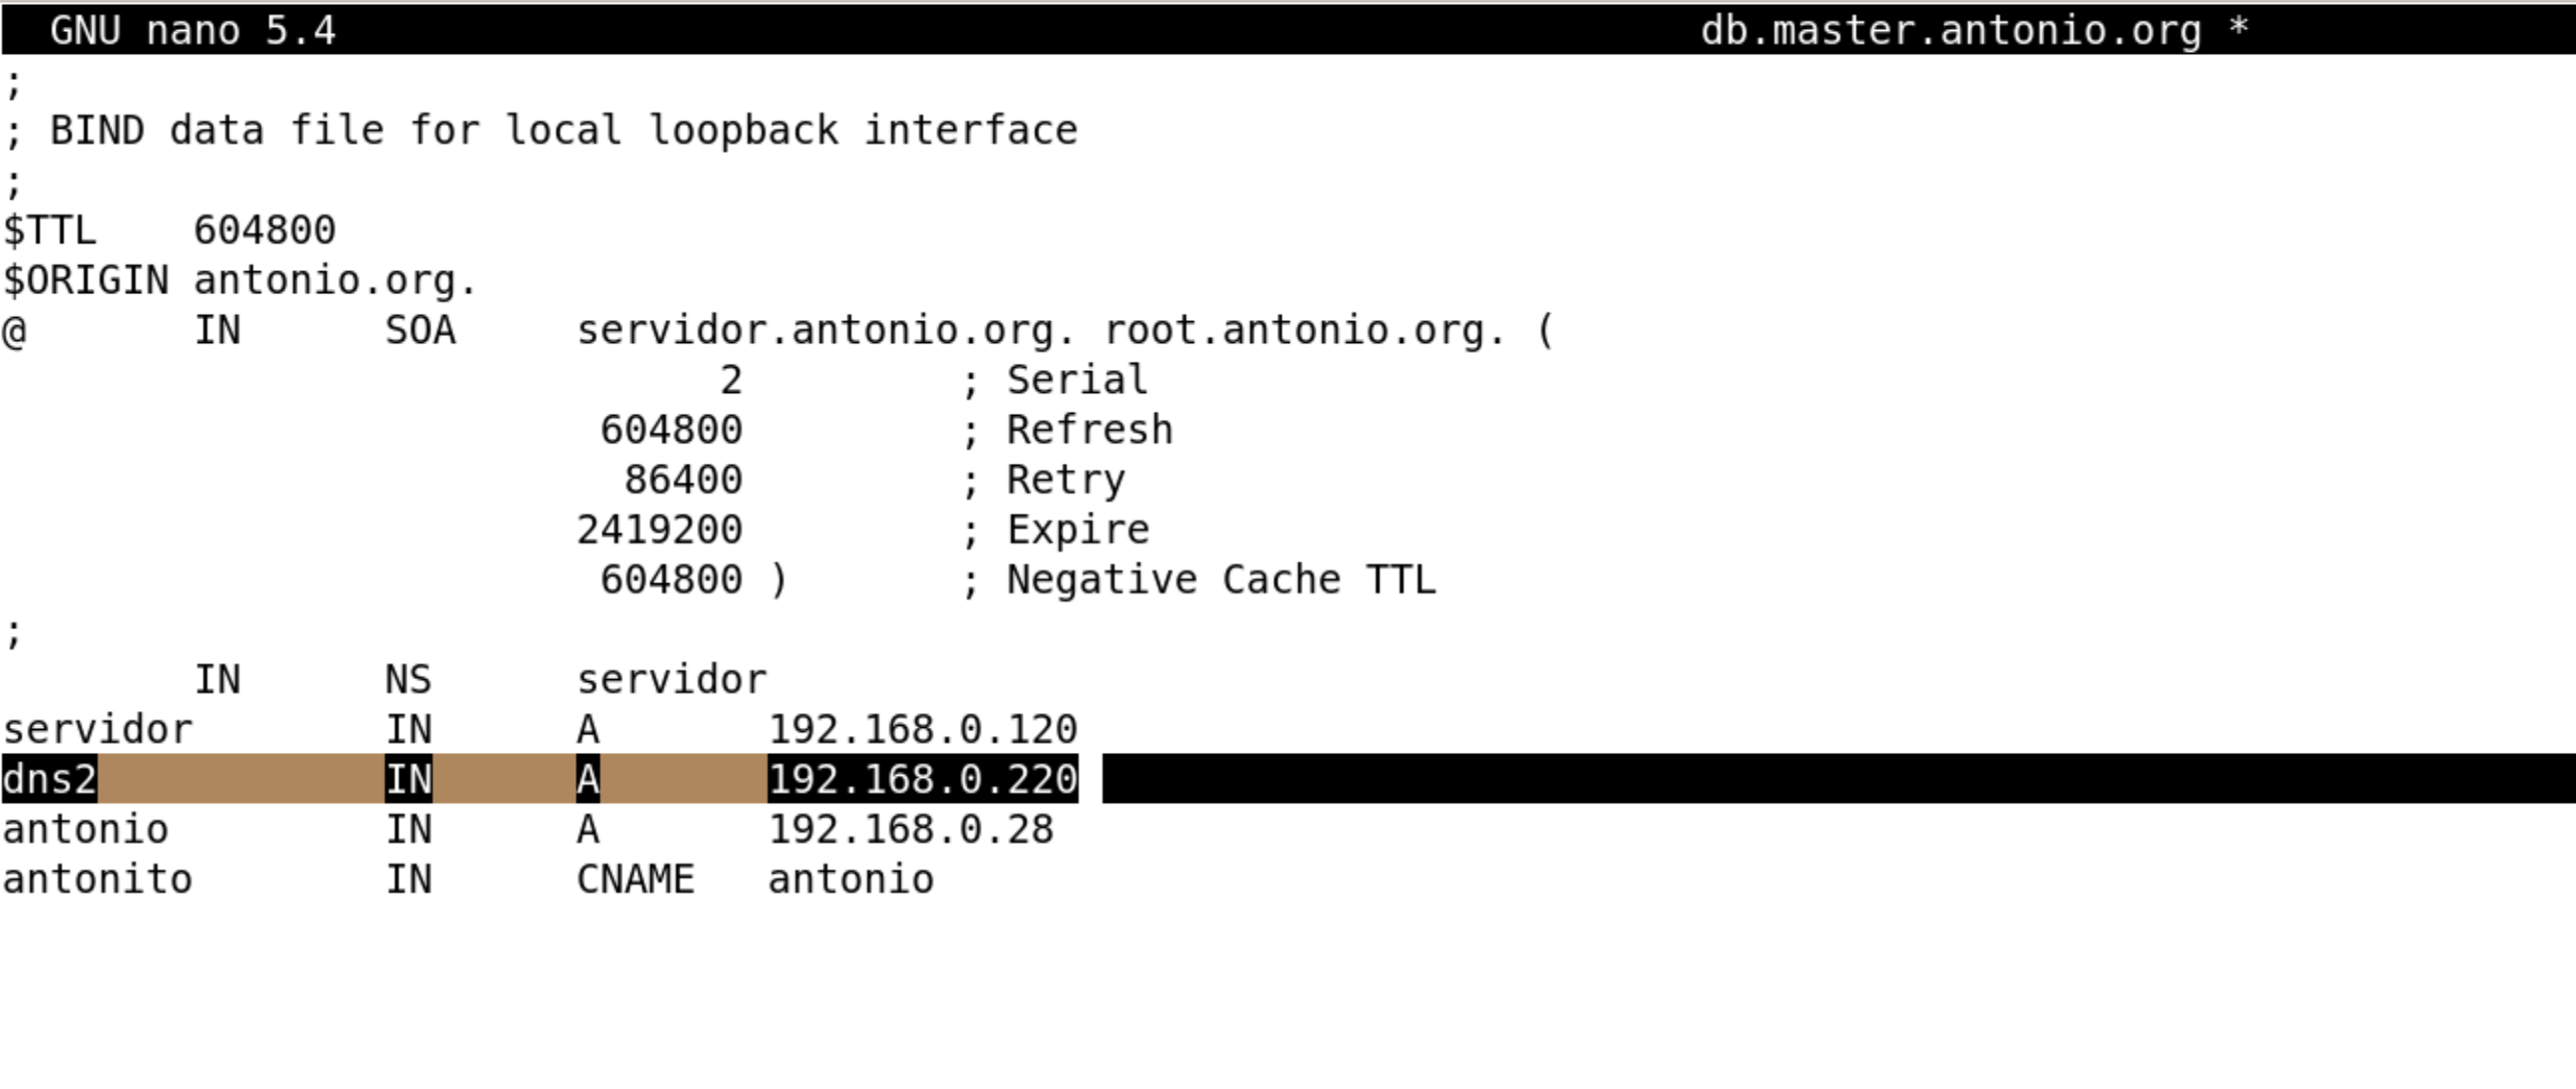 GNU nano 5.4 db.master.antonio.org *
;
; BIND data file for local loopback interface
;
$TTL    604800
$ORIGIN antonio.org.
@       IN      SOA     servidor.antonio.org. root.antonio.org. (
                              2         ; Serial
                         604800         ; Refresh
                          86400         ; Retry
                        2419200         ; Expire
                         604800 )       ; Negative Cache TTL
;
        IN      NS      servidor
servidor        IN      A       192.168.0.120
dns2            IN      A       192.168.0.220
antonio         IN      A       192.168.0.28
antonito        IN      CNAME   antonio